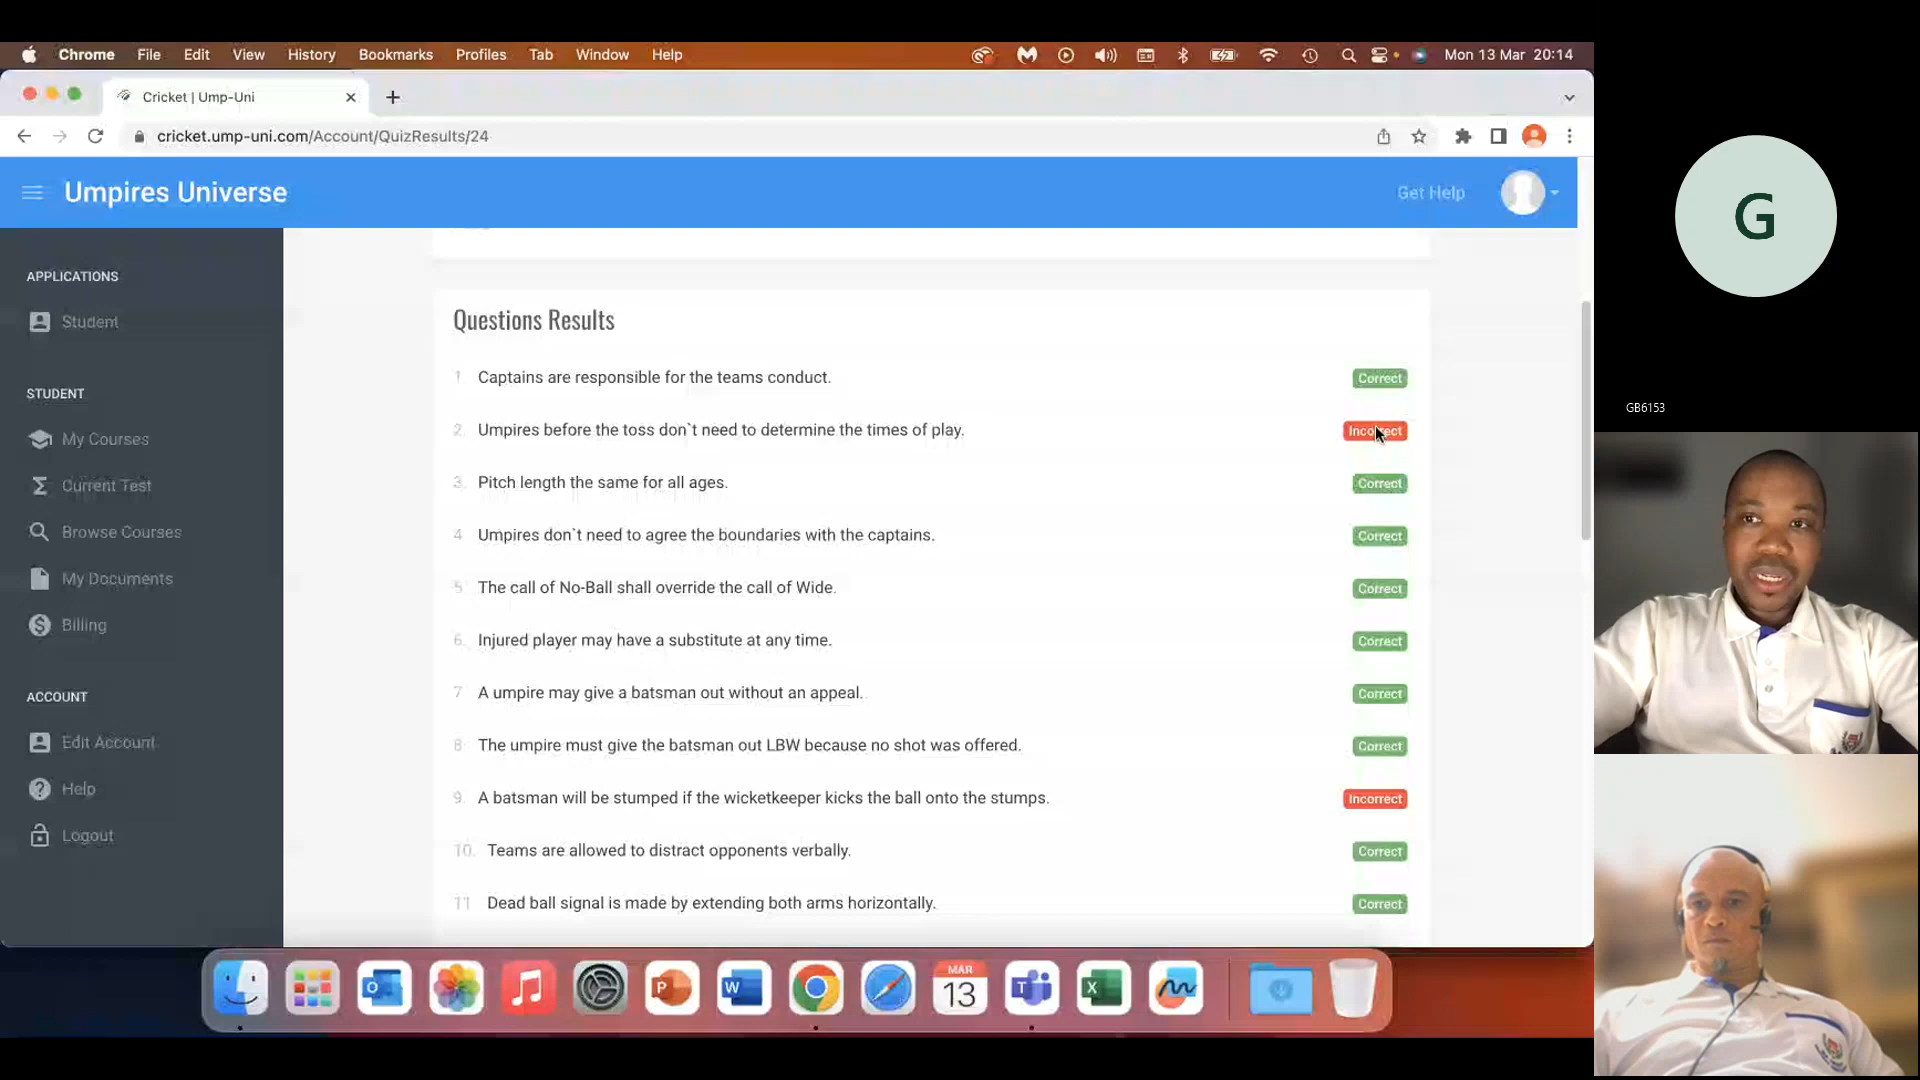 Chrome File Edit View History Bookmarks Profiles Tab Window Help Mon 13 Mar 20:14
Cricket | Ump-Uni
cricket.ump-uni.com/Account/QuizResults/24
Umpires Universe
Get Help
APPLICATIONS
Student
STUDENT
My Courses
Current Test
Browse Courses
My Documents
Billing
ACCOUNT
Edit Account
Help
Logout
Questions Results
1. Captains are responsible for the teams conduct. Correct
2. Umpires before the toss don`t need to determine the times of play. Incorrect
3. Pitch length the same for all ages. Correct
4. Umpires don`t need to agree the boundaries with the captains. Correct
5. The call of No-Ball shall override the call of Wide. Correct
6. Injured player may have a substitute at any time. Correct
7. A umpire may give a batsman out without an appeal. Correct
8. The umpire must give the batsman out LBW because no shot was offered. Correct
9. A batsman will be stumped if the wicketkeeper kicks the ball onto the stumps. Incorrect
10. Teams are allowed to distract opponents verbally. Correct
11. Dead ball signal is made by extending both arms horizontally. Correct
O
P
W
MAR
13
T
X
G
GB6153